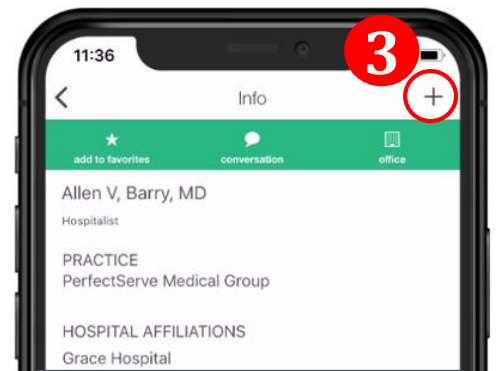 11:36
3
Info
add to favorites conversation office
Allen V, Barry, MD
Hospitalist
PRACTICE
PerfectServe Medical Group
HOSPITAL AFFILIATIONS
Grace Hospital